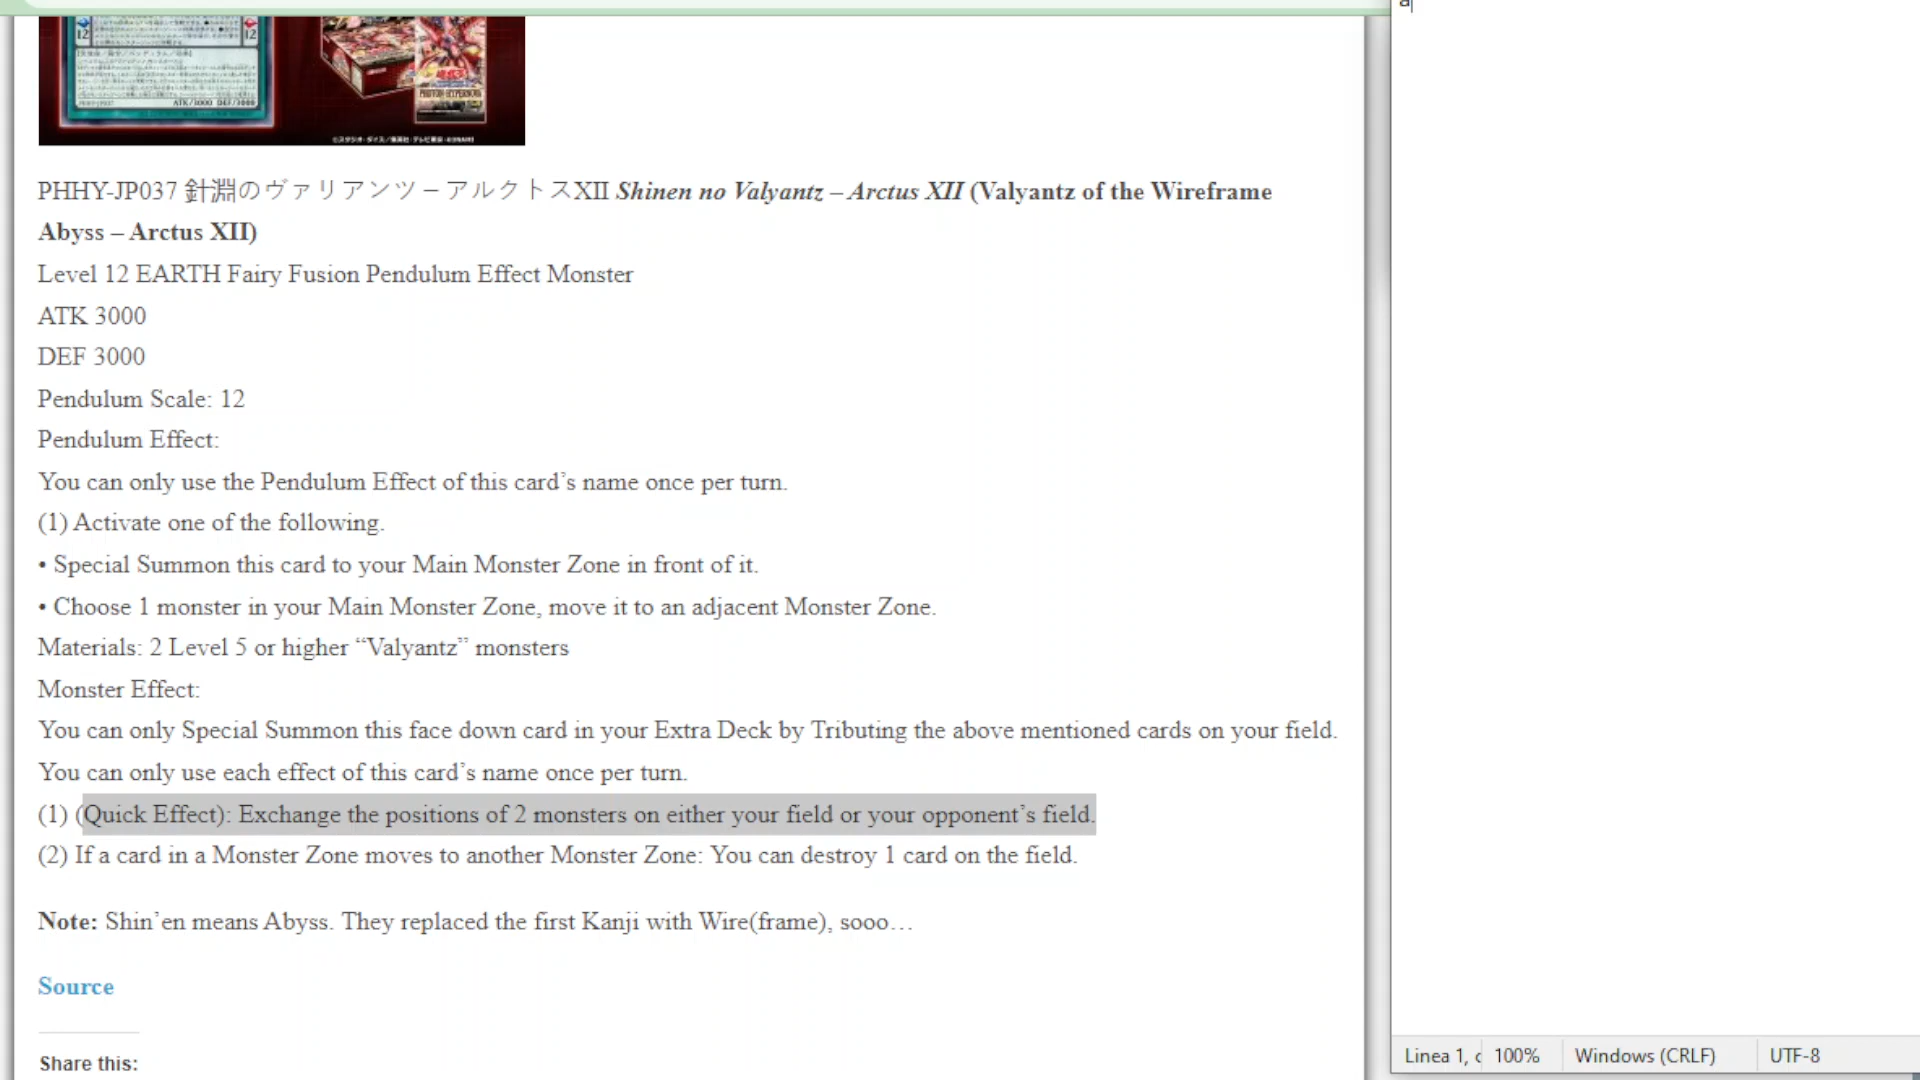 a
12
12
ATK/3000 DEF/3000
PHOTON HYPERNOVA
PHHY-JP037 針淵のヴァリアンツ－アルクトスXII Shinen no Valyantz – Arctus XII (Valyantz of the Wireframe
Abyss – Arctus XII)
Level 12 EARTH Fairy Fusion Pendulum Effect Monster
ATK 3000
DEF 3000
Pendulum Scale: 12
Pendulum Effect:
You can only use the Pendulum Effect of this card’s name once per turn.
(1) Activate one of the following.
• Special Summon this card to your Main Monster Zone in front of it.
• Choose 1 monster in your Main Monster Zone, move it to an adjacent Monster Zone.
Materials: 2 Level 5 or higher “Valyantz” monsters
Monster Effect:
You can only Special Summon this face down card in your Extra Deck by Tributing the above mentioned cards on your field.
You can only use each effect of this card’s name once per turn.
(1) (Quick Effect): Exchange the positions of 2 monsters on either your field or your opponent’s field.
(2) If a card in a Monster Zone moves to another Monster Zone: You can destroy 1 card on the field.
Note: Shin’en means Abyss. They replaced the first Kanji with Wire(frame), sooo…
Source
Share this:
Linea 1, c 100% Windows (CRLF) UTF-8